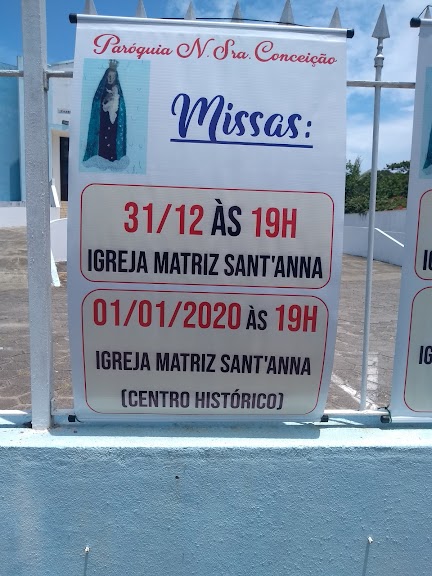 Paróquia N. Sra. Conceição
Missas:
31/12 ÀS 19H
IGREJA MATRIZ SANT'ANNA
01/01/2020 ÀS 19H
IGREJA MATRIZ SANT'ANNA
(CENTRO HISTÓRICO)